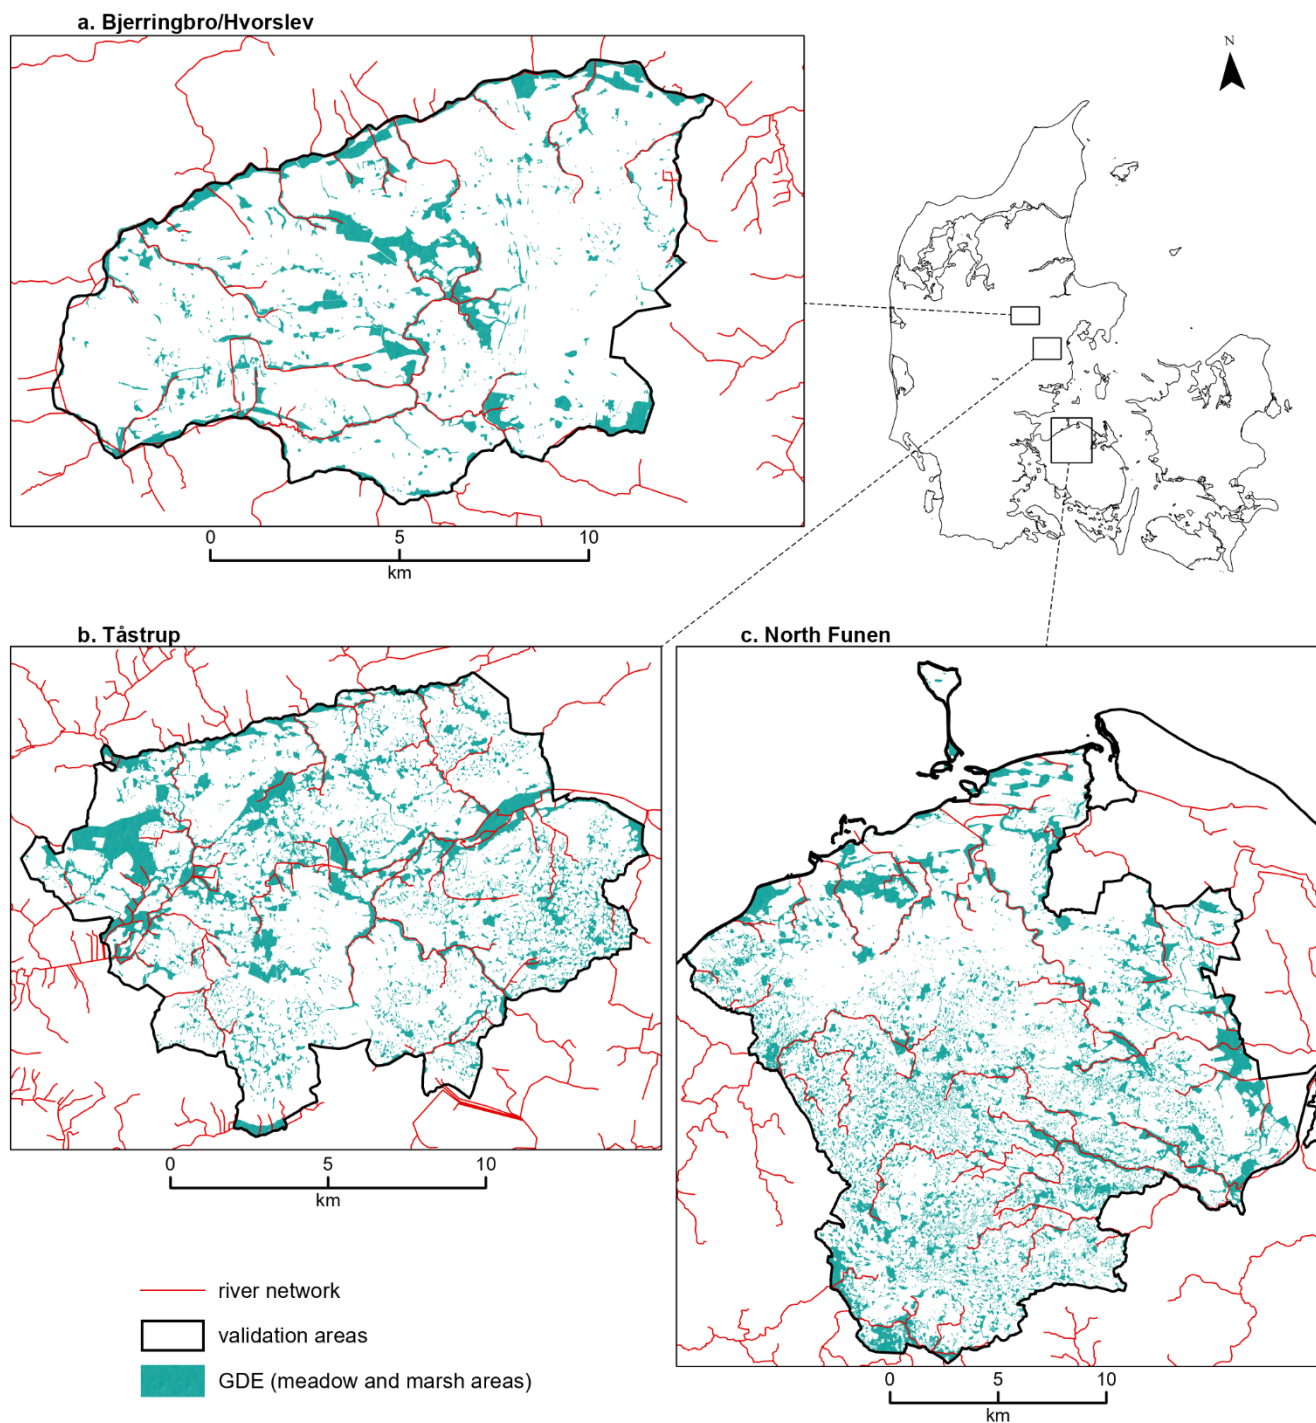 a. Bjerringbro/Hvorslev
N
0 5 10
km
b. Tåstrup
c. North Funen
0 5 10
km
river network
validation areas
GDE (meadow and marsh areas)
0 5 10
km